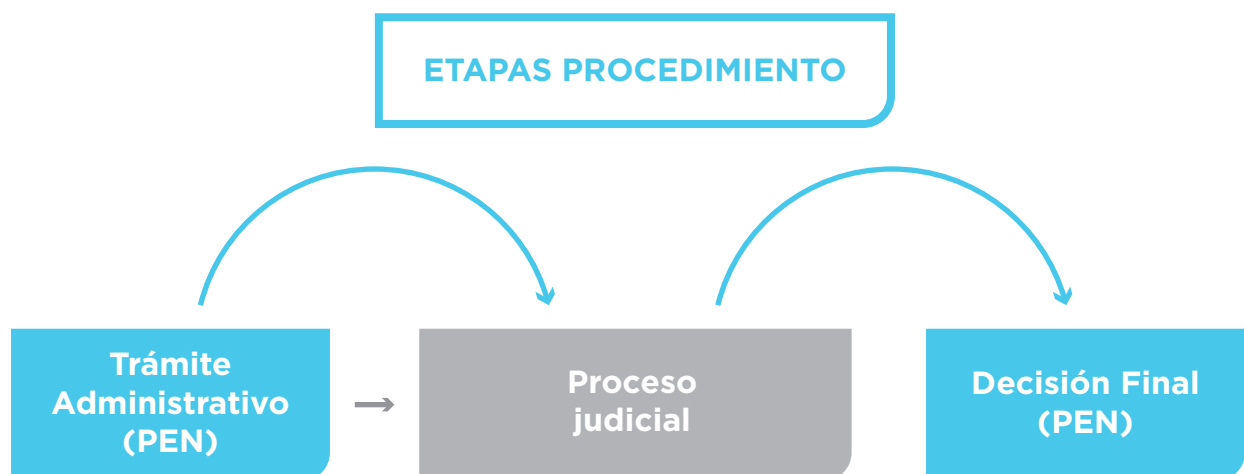 ETAPAS PROCEDIMIENTO
Trámite
Administrativo
(PEN)
Proceso
judicial
Decisión Final
(PEN)